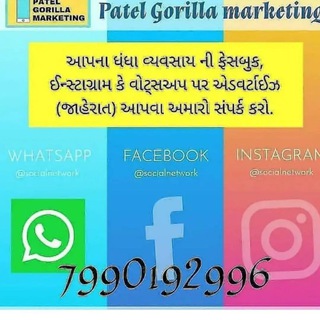 PATEL
GORILLA
MARKETING
Patel Gorilla marketing
આપના ધંધા વ્યવસાય ની ફેસબુક,
ઈન્સ્ટાગ્રામ કે વોટ્સઅપ પર એડવર્ટાઈઝ
(જાહેરાત) આપવા અમારો સંપર્ક કરો.
WHATSAPP FACEBOOK INSTAGRAM
@socialnetwork @socialnetwork @socialnetwork
7990192996